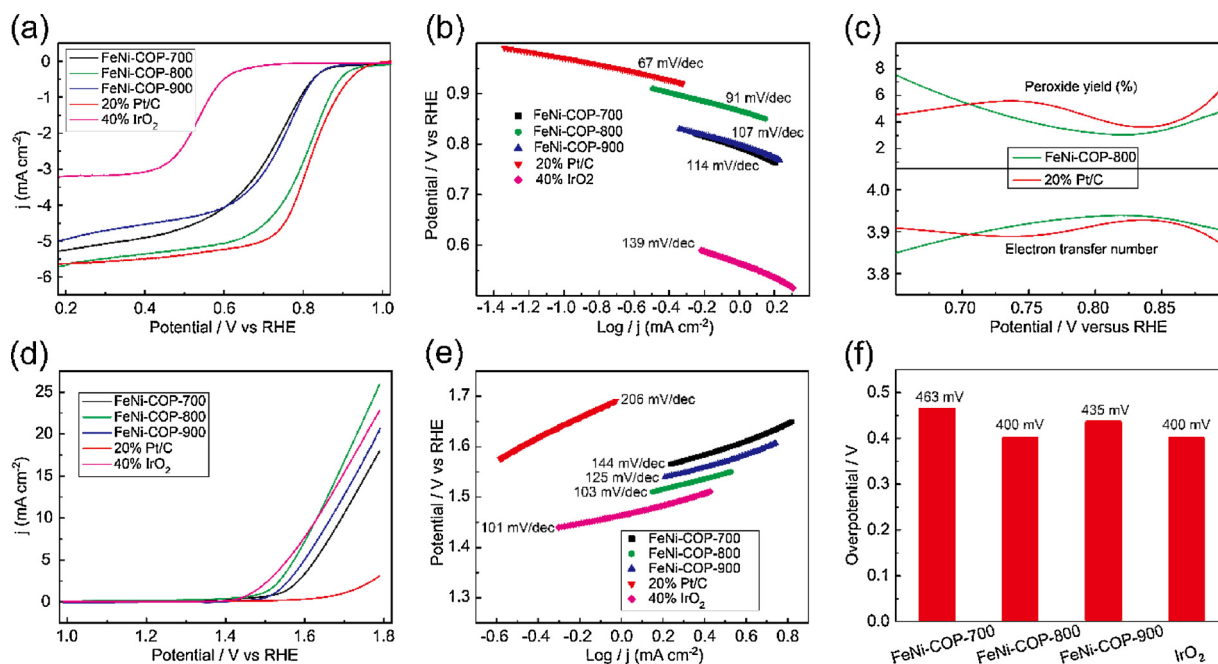 (a)
FeNi-COP-700
FeNi-COP-800
FeNi-COP-900
20% Pt/C
40% IrO₂
0
-1
-2
-3
-4
-5
-6
j (mA cm⁻²)
0.2 0.4 0.6 0.8 1.0
Potential / V vs RHE
(b)
67 mV/dec
91 mV/dec
107 mV/dec
114 mV/dec
139 mV/dec
FeNi-COP-700
FeNi-COP-800
FeNi-COP-900
20% Pt/C
40% IrO2
0.9
0.8
0.7
0.6
Potential / V vs RHE
-1.5 -1.2 -0.9 -0.6 -0.3 0.0 0.3 0.6
Log / j (mA cm⁻²)
(c)
8
6
4
2
Peroxide yield (%)
FeNi-COP-800
20% Pt/C
4.0
3.9
3.8
Electron transfer number
0.70 0.75 0.80 0.85
Potential / V versus RHE
(d)
FeNi-COP-700
FeNi-COP-800
FeNi-COP-900
20% Pt/C
40% IrO₂
25
20
15
10
5
0
j (mA cm⁻²)
1.0 1.2 1.4 1.6 1.8
Potential / V vs RHE
(e)
206 mV/dec
144 mV/dec
125 mV/dec
103 mV/dec
101 mV/dec
FeNi-COP-700
FeNi-COP-800
FeNi-COP-900
20% Pt/C
40% IrO₂
1.7
1.6
1.5
1.4
1.3
Potential / V vs RHE
-0.6 -0.4 -0.2 0.0 0.2 0.4 0.6 0.8
Log / j (mA cm⁻²)
(f)
463 mV
400 mV
435 mV
400 mV
0.5
0.4
0.3
0.2
0.1
0.0
Overpotential / V
FeNi-COP-700
FeNi-COP-800
FeNi-COP-900
IrO₂